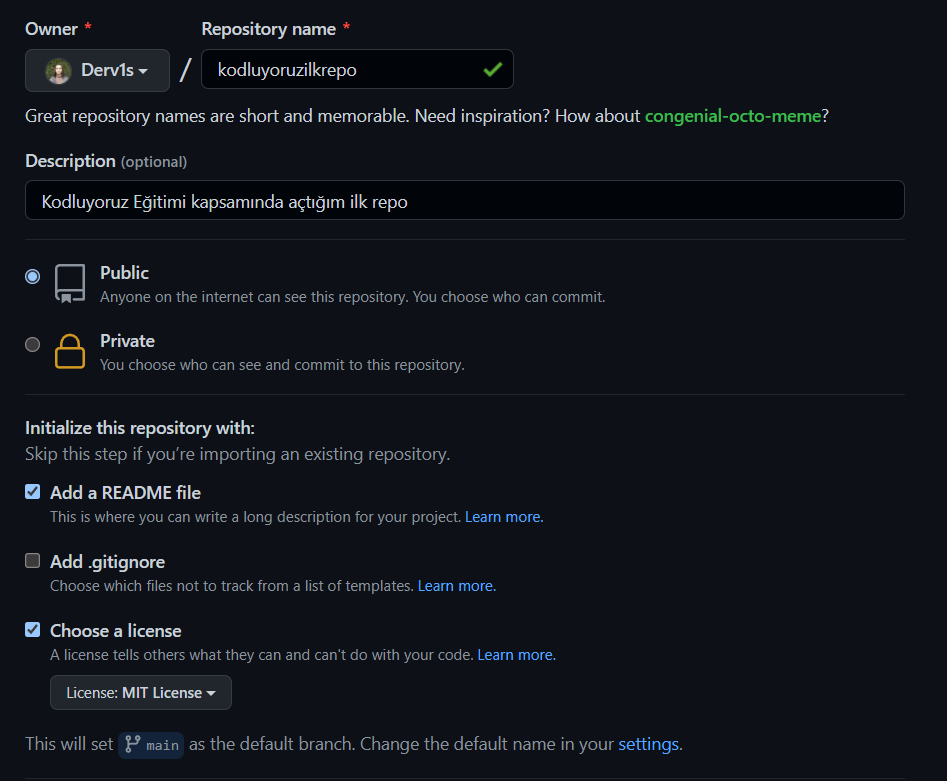 Owner * Repository name *
Derv1s / kodluyoruzilkrepo
Great repository names are short and memorable. Need inspiration? How about congenial-octo-meme?
Description (optional)
Kodluyoruz Eğitimi kapsamında açtığım ilk repo
Public
Anyone on the internet can see this repository. You choose who can commit.
Private
You choose who can see and commit to this repository.
Initialize this repository with:
Skip this step if you’re importing an existing repository.
Add a README file
This is where you can write a long description for your project. Learn more.
Add .gitignore
Choose which files not to track from a list of templates. Learn more.
Choose a license
A license tells others what they can and can't do with your code. Learn more.
License: MIT License
This will set main as the default branch. Change the default name in your settings.